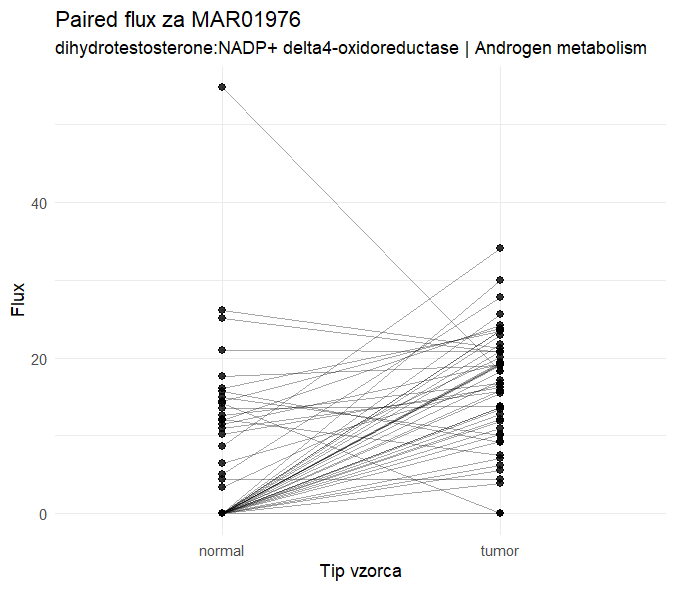 Paired flux za MAR01976
dihydrotestosterone:NADP+ delta4-oxidoreductase | Androgen metabolism
Flux
40
20
0
normal
tumor
Tip vzorca